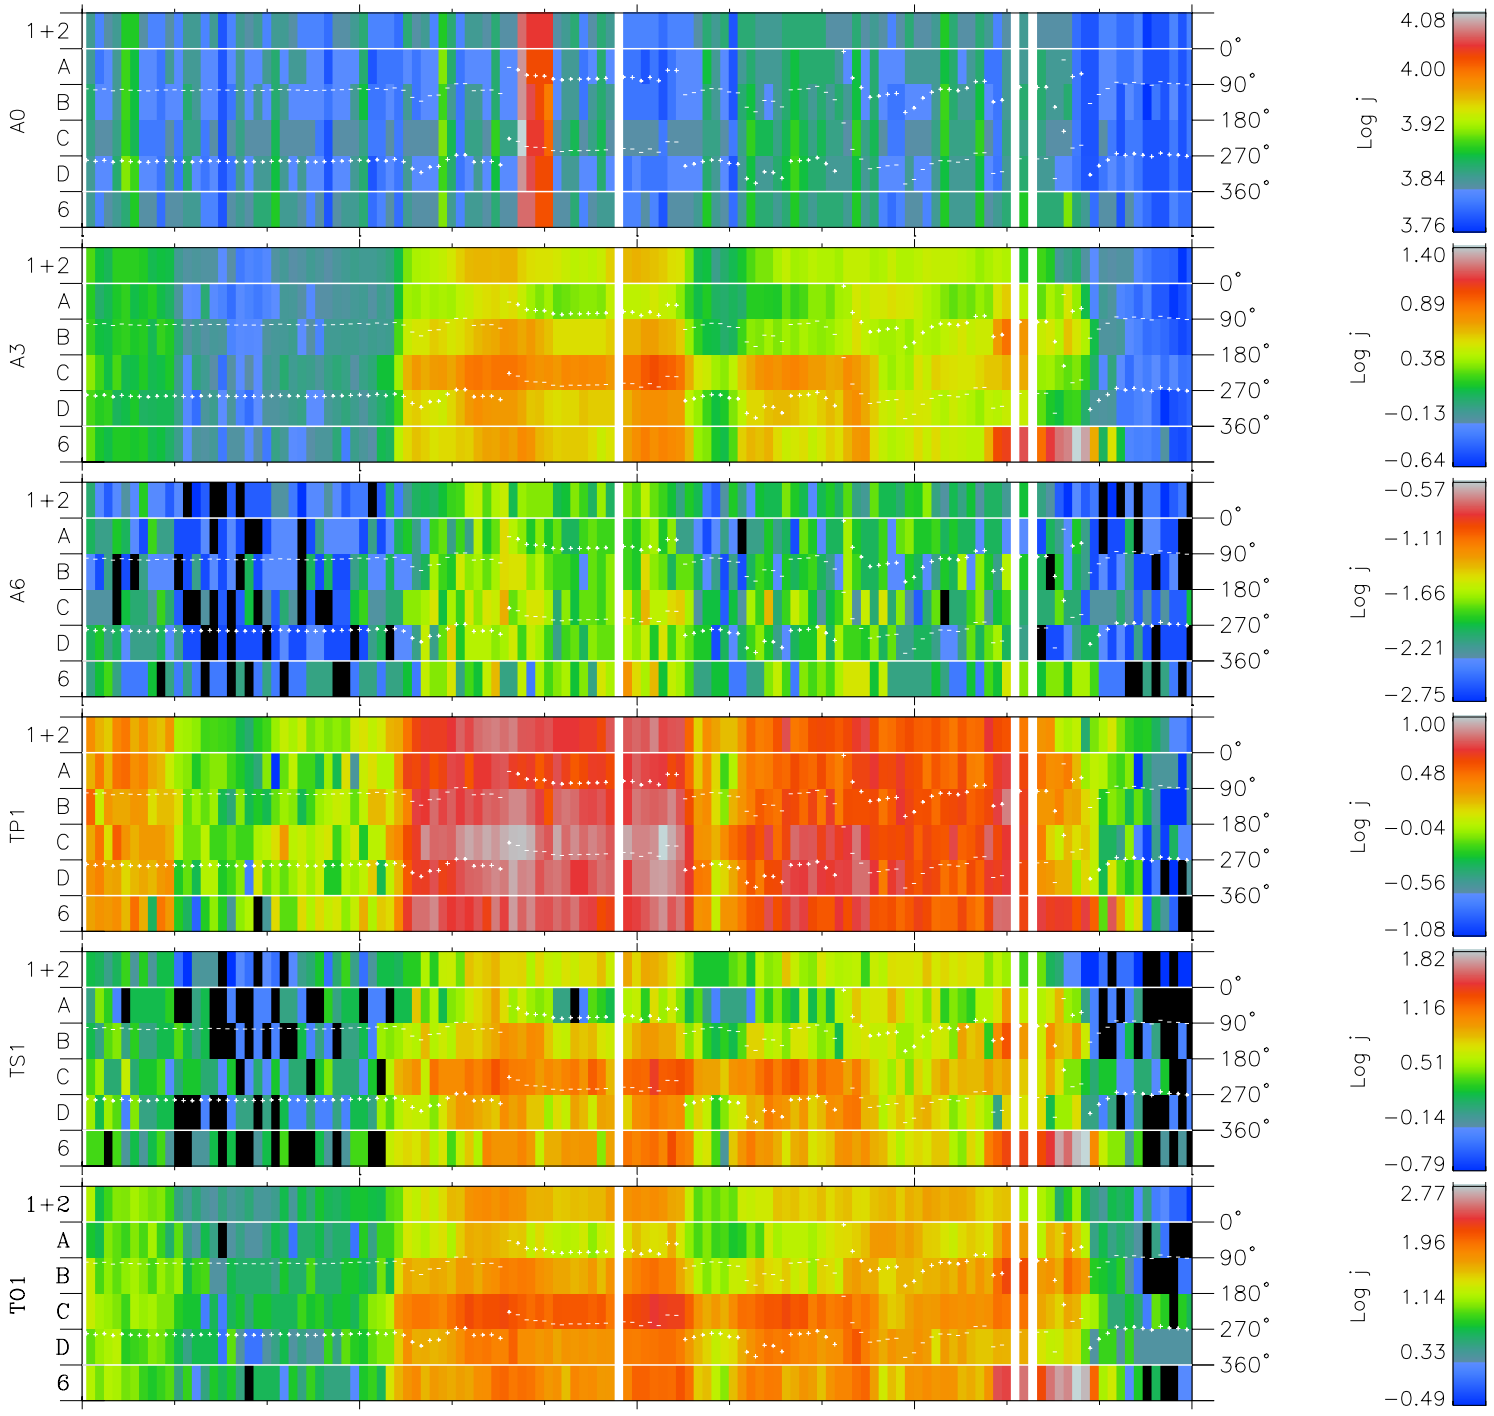 A0
1+2
A
B
C
D
6
0°
90°
180°
270°
360°
Log j
4.08
4.00
3.92
3.84
3.76
A3
1+2
A
B
C
D
6
0°
90°
180°
270°
360°
Log j
1.40
0.89
0.38
−0.13
−0.64
A6
1+2
A
B
C
D
6
0°
90°
180°
270°
360°
Log j
−0.57
−1.11
−1.66
−2.21
−2.75
TP1
1+2
A
B
C
D
6
0°
90°
180°
270°
360°
Log j
1.00
0.48
−0.04
−0.56
−1.08
TS1
1+2
A
B
C
D
6
0°
90°
180°
270°
360°
Log j
1.82
1.16
0.51
−0.14
−0.79
TO1
1+2
A
B
C
D
6
0°
90°
180°
270°
360°
Log j
2.77
1.96
1.14
0.33
−0.49